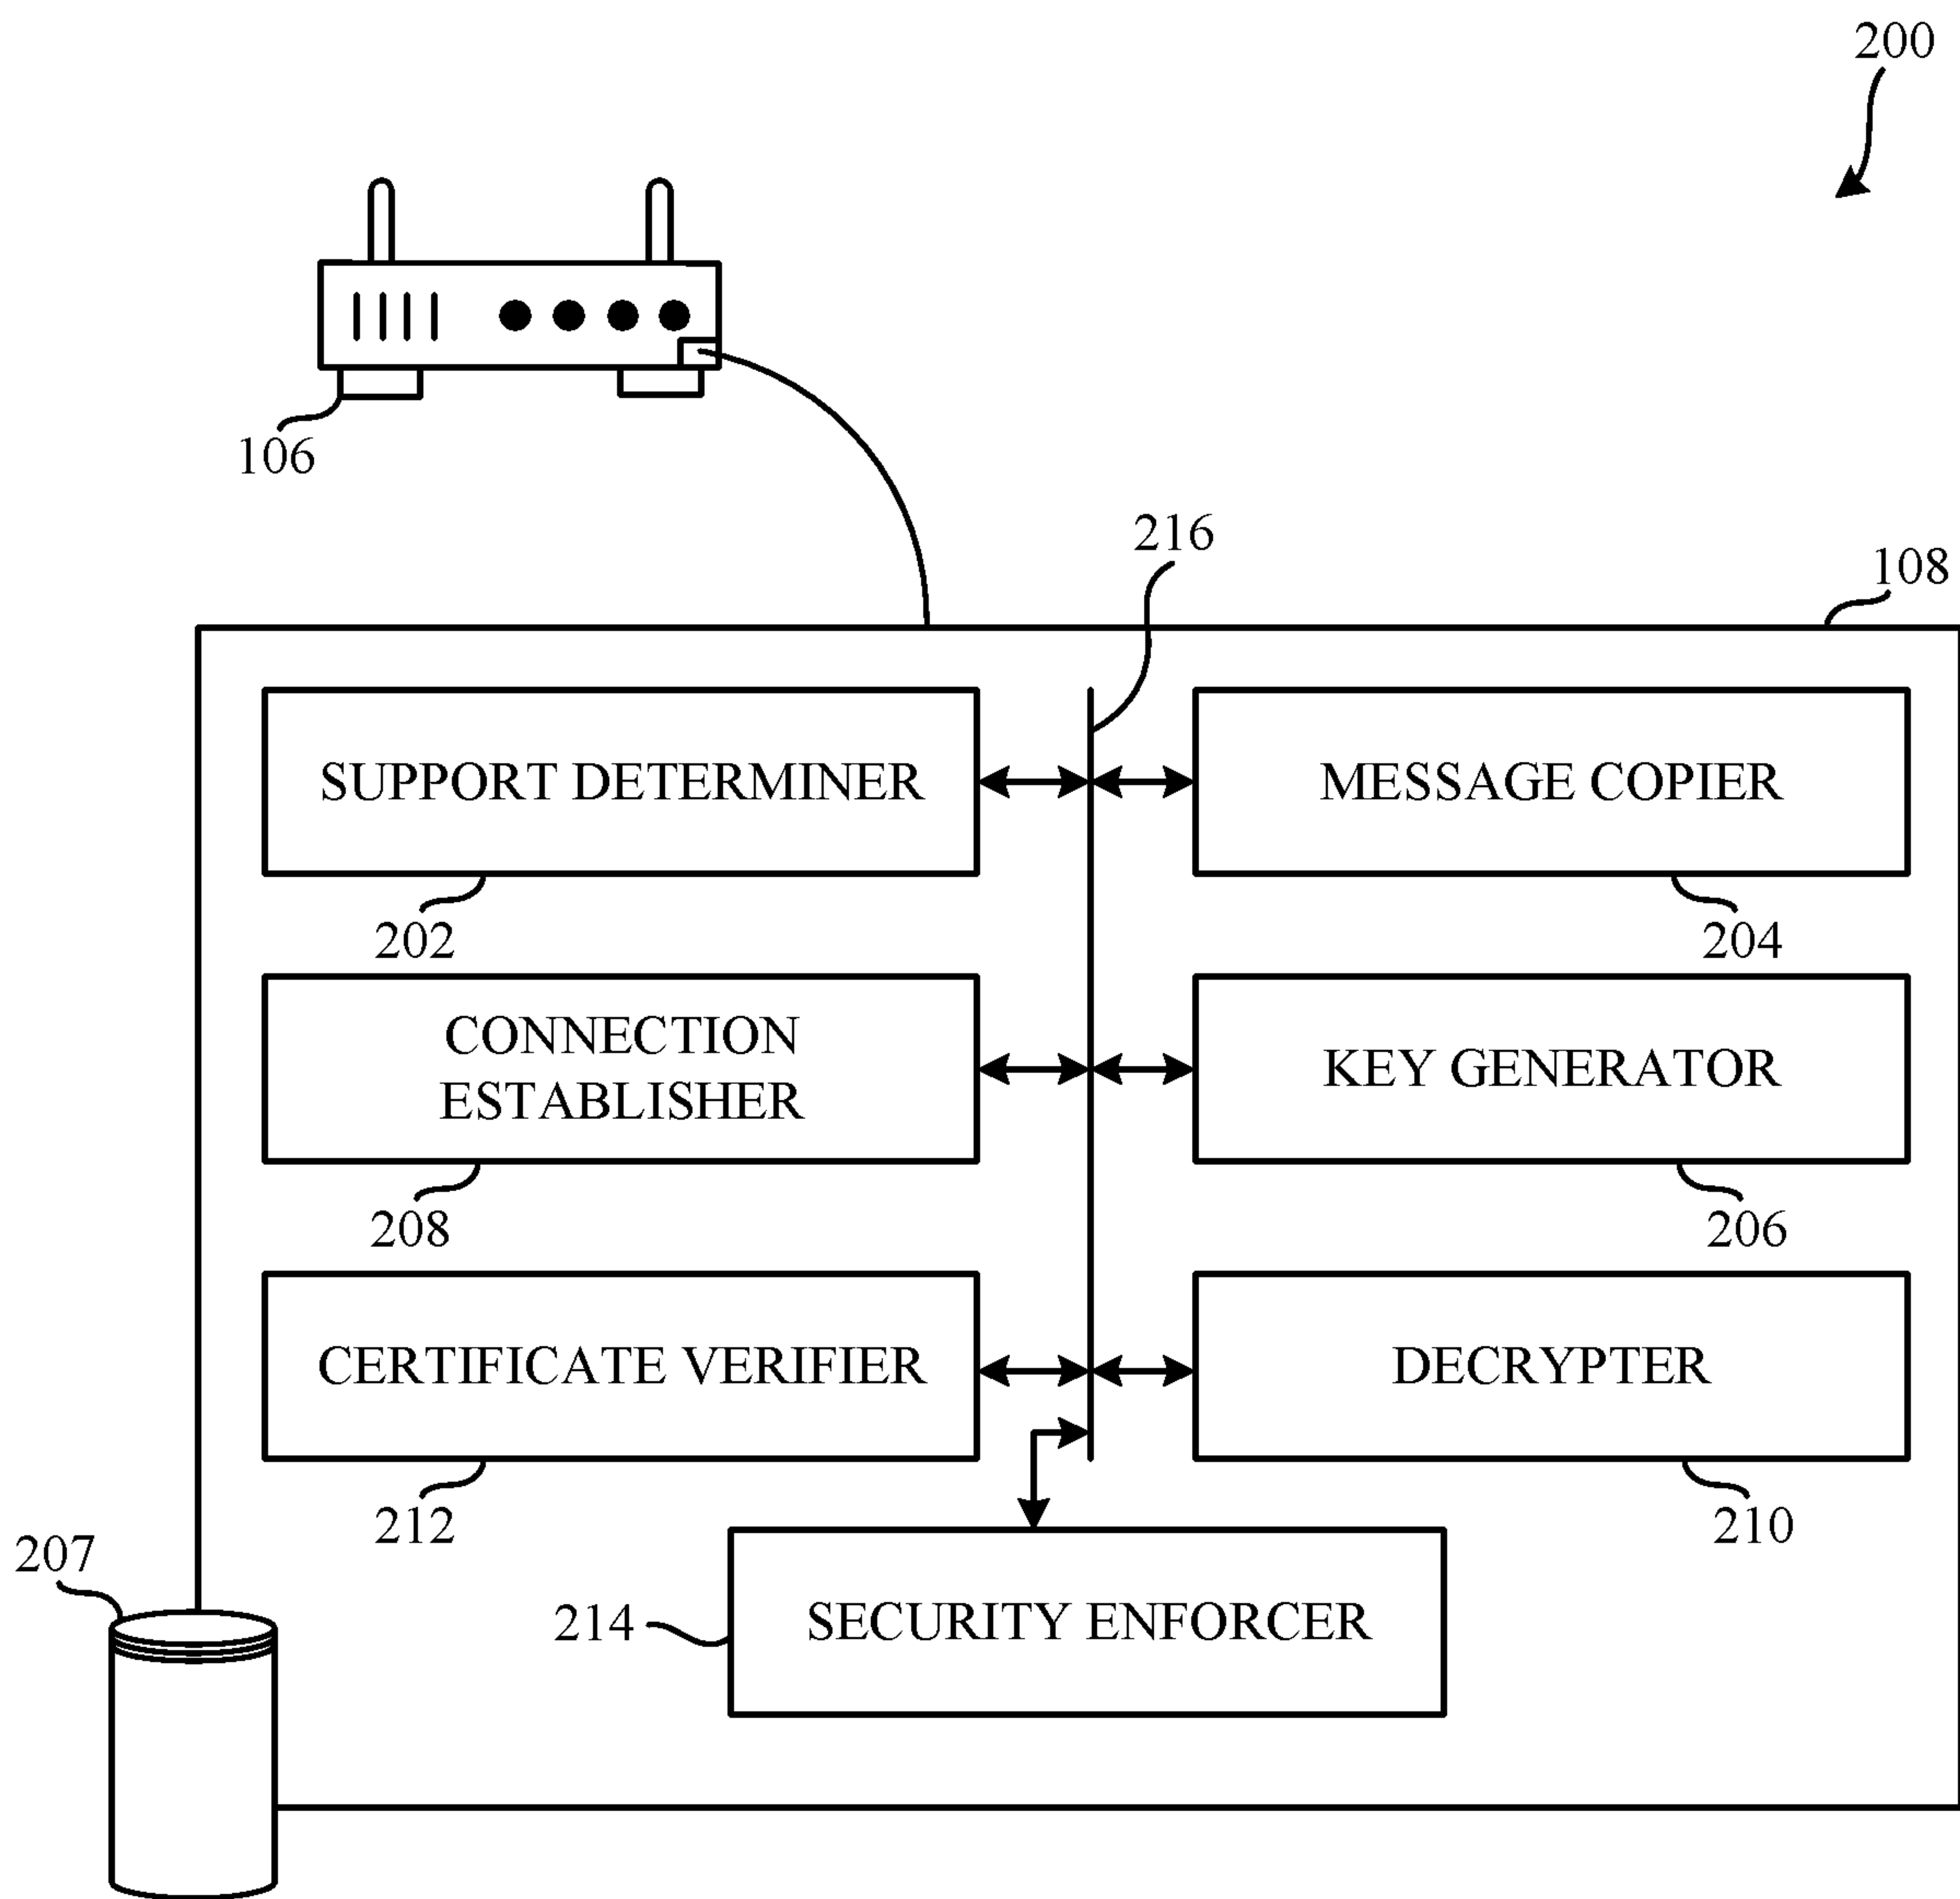 200
106
216
108
SUPPORT DETERMINER
MESSAGE COPIER
202
204
CONNECTION
ESTABLISHER
KEY GENERATOR
208
206
CERTIFICATE VERIFIER
DECRYPTER
212
210
207
214
SECURITY ENFORCER